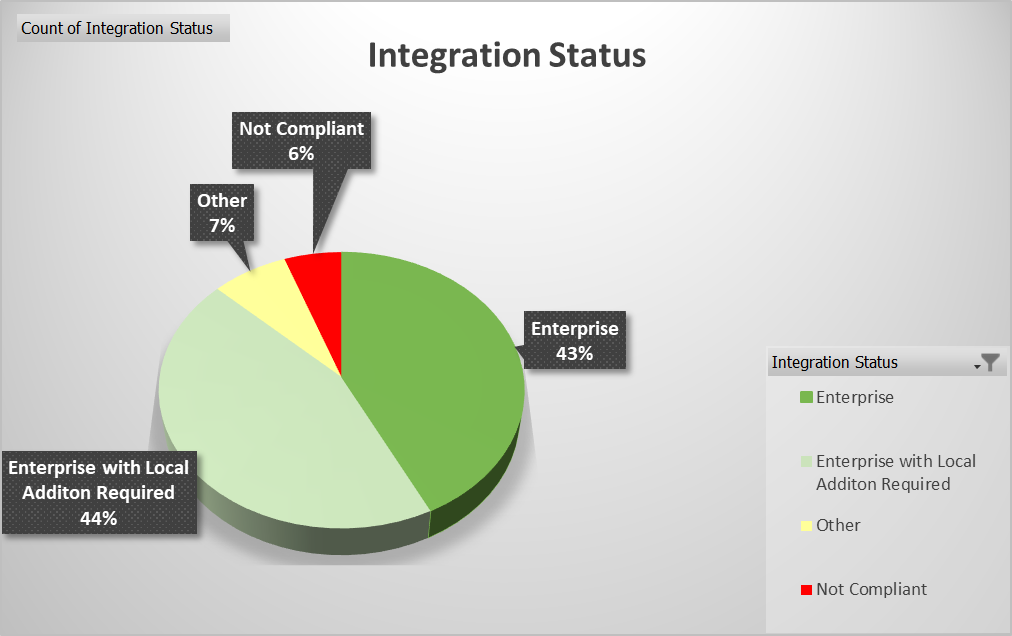 Count of Integration Status
Integration Status
Not Compliant
6%
Other
7%
Enterprise
43%
Enterprise with Local
Additon Required
44%
Integration Status
Enterprise
Enterprise with Local
Additon Required
Other
Not Compliant